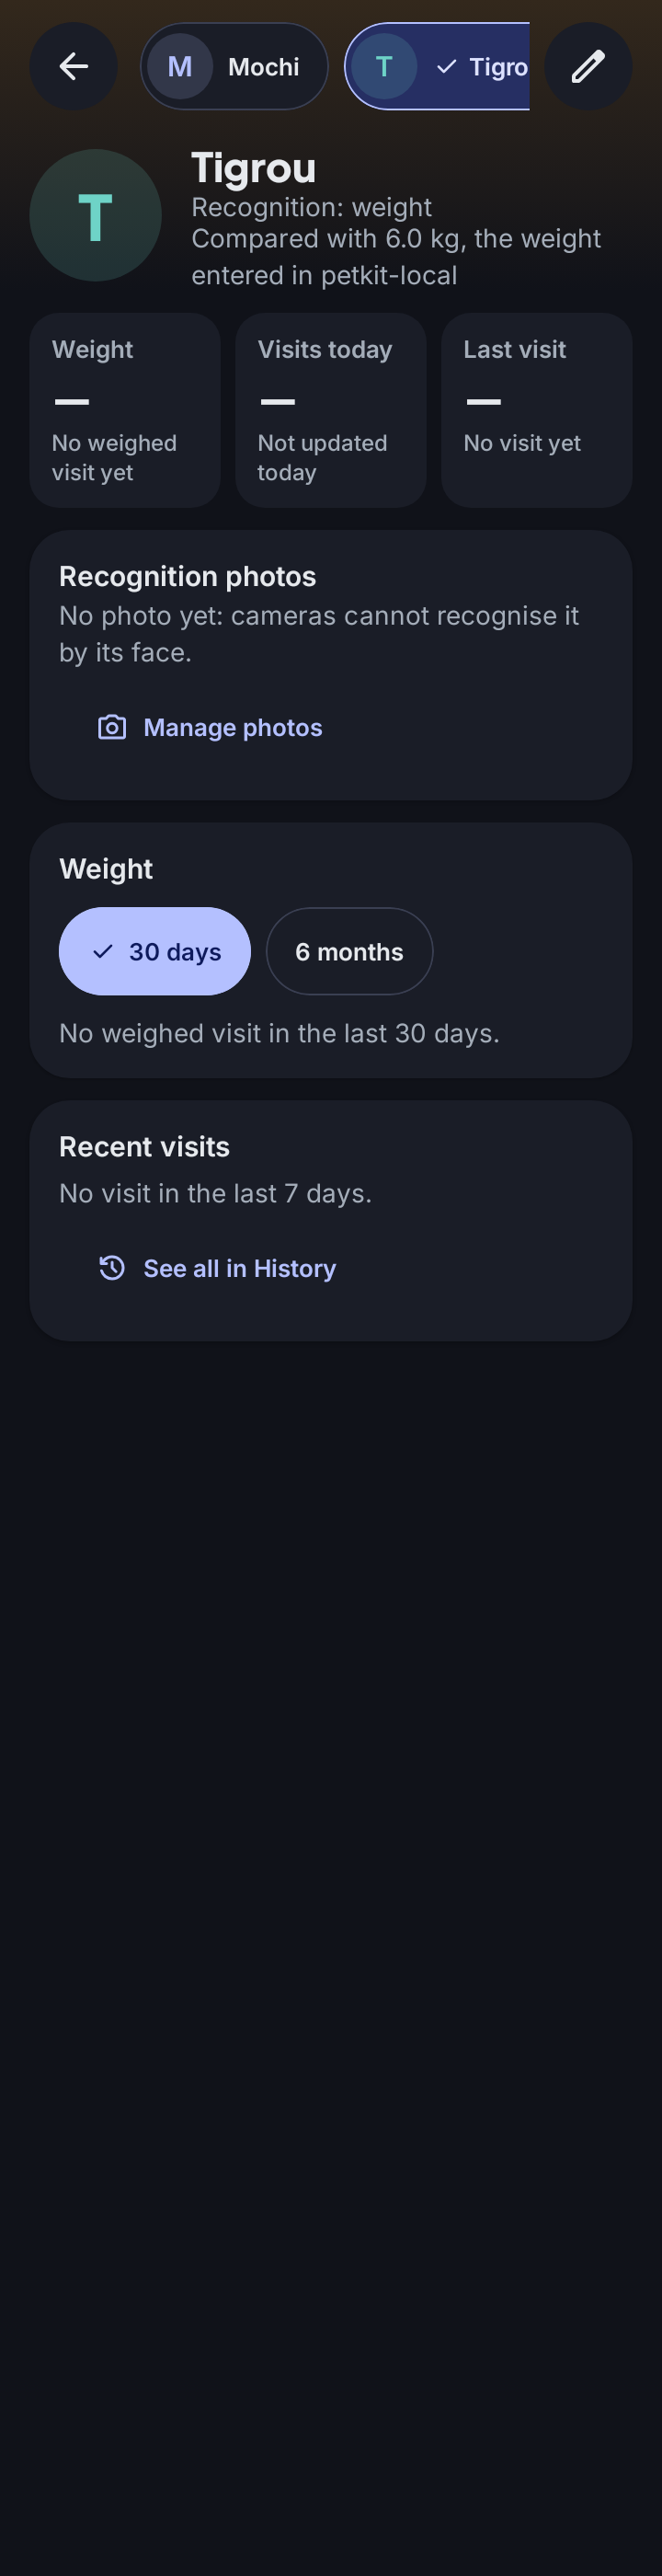 M Mochi T Tigro
T
Tigrou
Recognition: weight
Compared with 6.0 kg, the weight
entered in petkit-local
Weight Visits today Last visit
— — —
No weighed Not updated No visit yet
visit yet today
Recognition photos
No photo yet: cameras cannot recognise it
by its face.
Manage photos
Weight
30 days 6 months
No weighed visit in the last 30 days.
Recent visits
No visit in the last 7 days.
See all in History